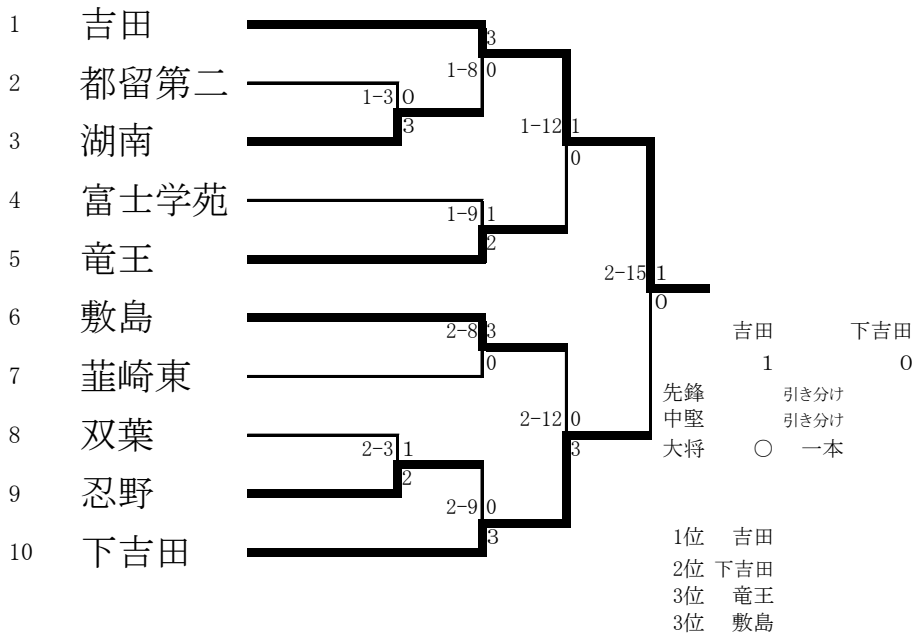 1 吉田
3
1-8 0
2 都留第二
1-3 0
3
3 湖南
1-12 1
0
4 富士学苑
1-9 1
2
5 竜王
2-15 1
0
6 敷島
2-8 3
0
7 韮崎東
2-12 0
3
8 双葉
2-3 1
2
9 忍野
2-9 0
3
10 下吉田
吉田 下吉田
1 0
先鋒 引き分け
中堅 引き分け
大将 ○ 一本
1位 吉田
2位 下吉田
3位 竜王
3位 敷島